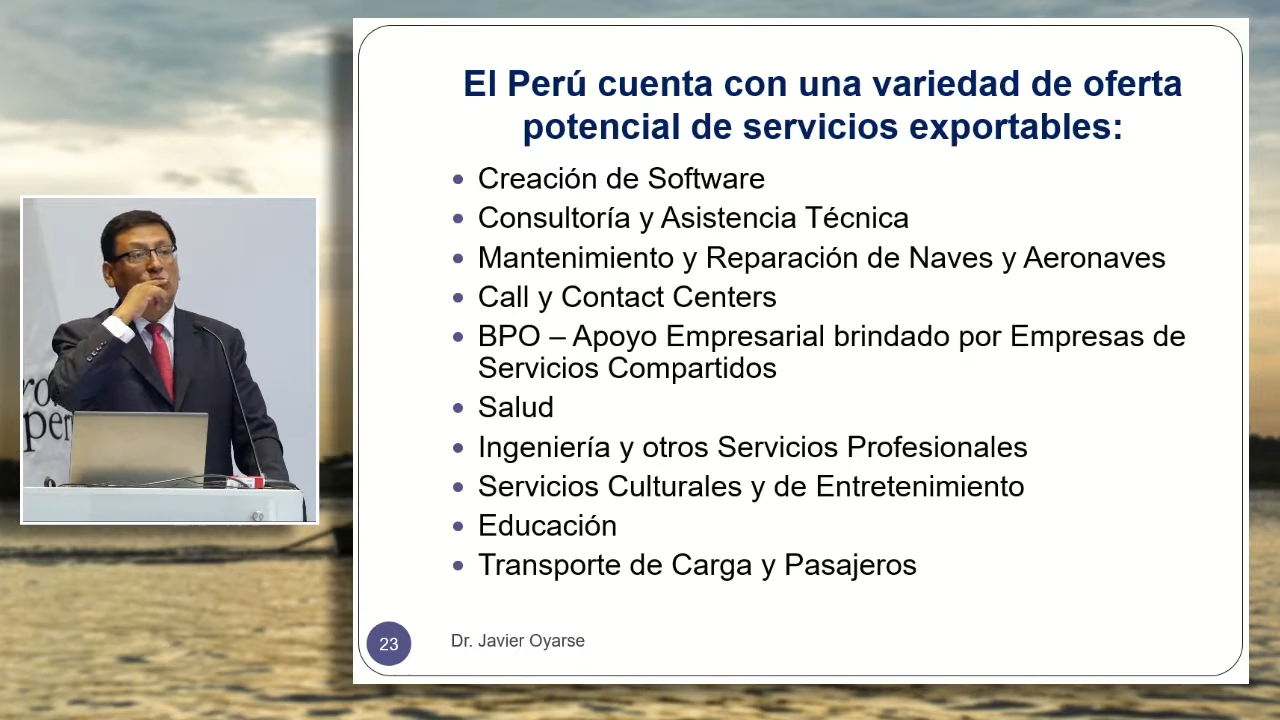 El Perú cuenta con una variedad de oferta
potencial de servicios exportables:
• Creación de Software
• Consultoría y Asistencia Técnica
• Mantenimiento y Reparación de Naves y Aeronaves
• Call y Contact Centers
• BPO – Apoyo Empresarial brindado por Empresas de
Servicios Compartidos
• Salud
• Ingeniería y otros Servicios Profesionales
• Servicios Culturales y de Entretenimiento
• Educación
• Transporte de Carga y Pasajeros
23
Dr. Javier Oyarse